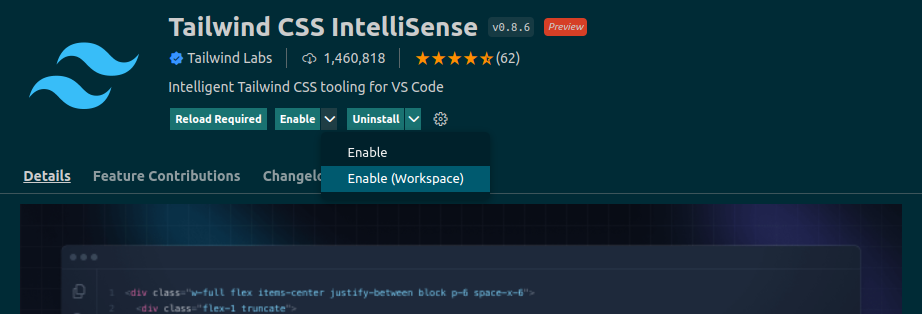 Tailwind CSS IntelliSense v0.8.6 Preview
Tailwind Labs 1,460,818 (62)
Intelligent Tailwind CSS tooling for VS Code
Reload Required Enable Uninstall
Enable
Enable (Workspace)
Details Feature Contributions Changelo
1 <div class="w-full flex items-center justify-between block p-6 space-x-6">
2 <div class="flex-1 truncate">